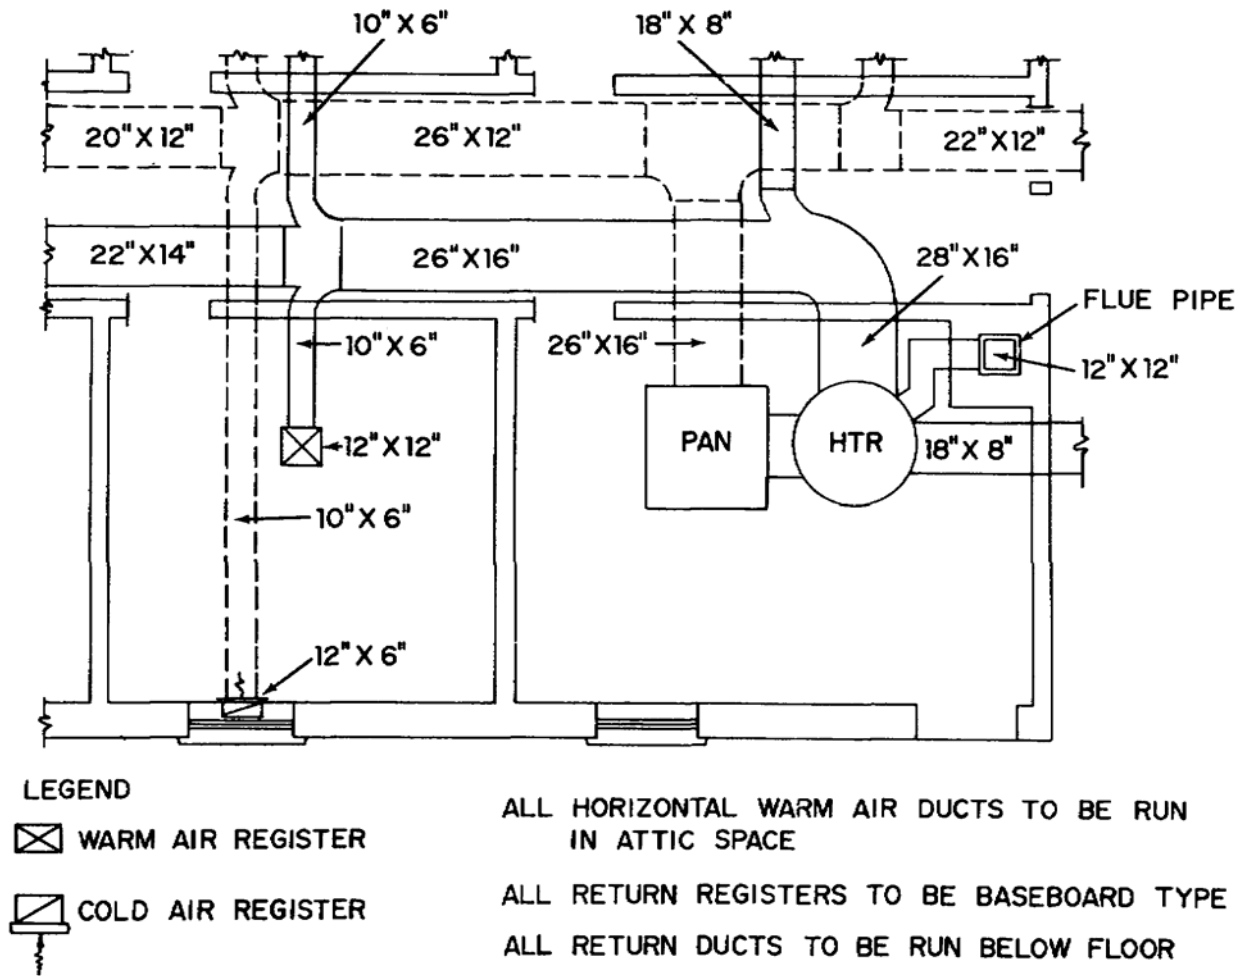 10" X 6"
18" X 8"
20" X 12"
26" X 12"
22" X 12"
22" X 14"
26" X 16"
28" X 16"
FLUE PIPE
10" X 6"
26" X 16"
12" X 12"
12" X 12"
PAN
HTR
18" X 8"
10" X 6"
12" X 6"
LEGEND
WARM AIR REGISTER
COLD AIR REGISTER
ALL HORIZONTAL WARM AIR DUCTS TO BE RUN
IN ATTIC SPACE
ALL RETURN REGISTERS TO BE BASEBOARD TYPE
ALL RETURN DUCTS TO BE RUN BELOW FLOOR